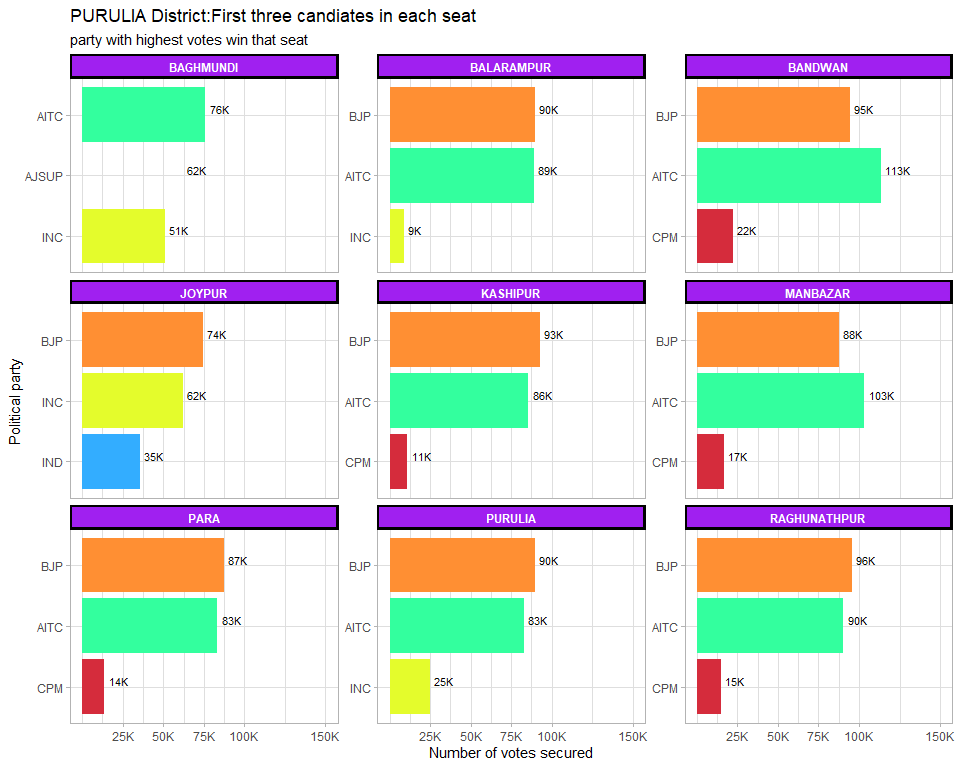 PURULIA District:First three candiates in each seat
party with highest votes win that seat
BAGHMUNDI
AITC 76K
AJSUP 62K
INC 51K
BALARAMPUR
BJP 90K
AITC 89K
INC 9K
BANDWAN
BJP 95K
AITC 113K
CPM 22K
JOYPUR
BJP 74K
INC 62K
IND 35K
KASHIPUR
BJP 93K
AITC 86K
CPM 11K
MANBAZAR
BJP 88K
AITC 103K
CPM 17K
PARA
BJP 87K
AITC 83K
CPM 14K
PURULIA
BJP 90K
AITC 83K
INC 25K
RAGHUNATHPUR
BJP 96K
AITC 90K
CPM 15K
25K 50K 75K 100K 150K
25K 50K 75K 100K 150K
25K 50K 75K 100K 150K
Number of votes secured
Political party